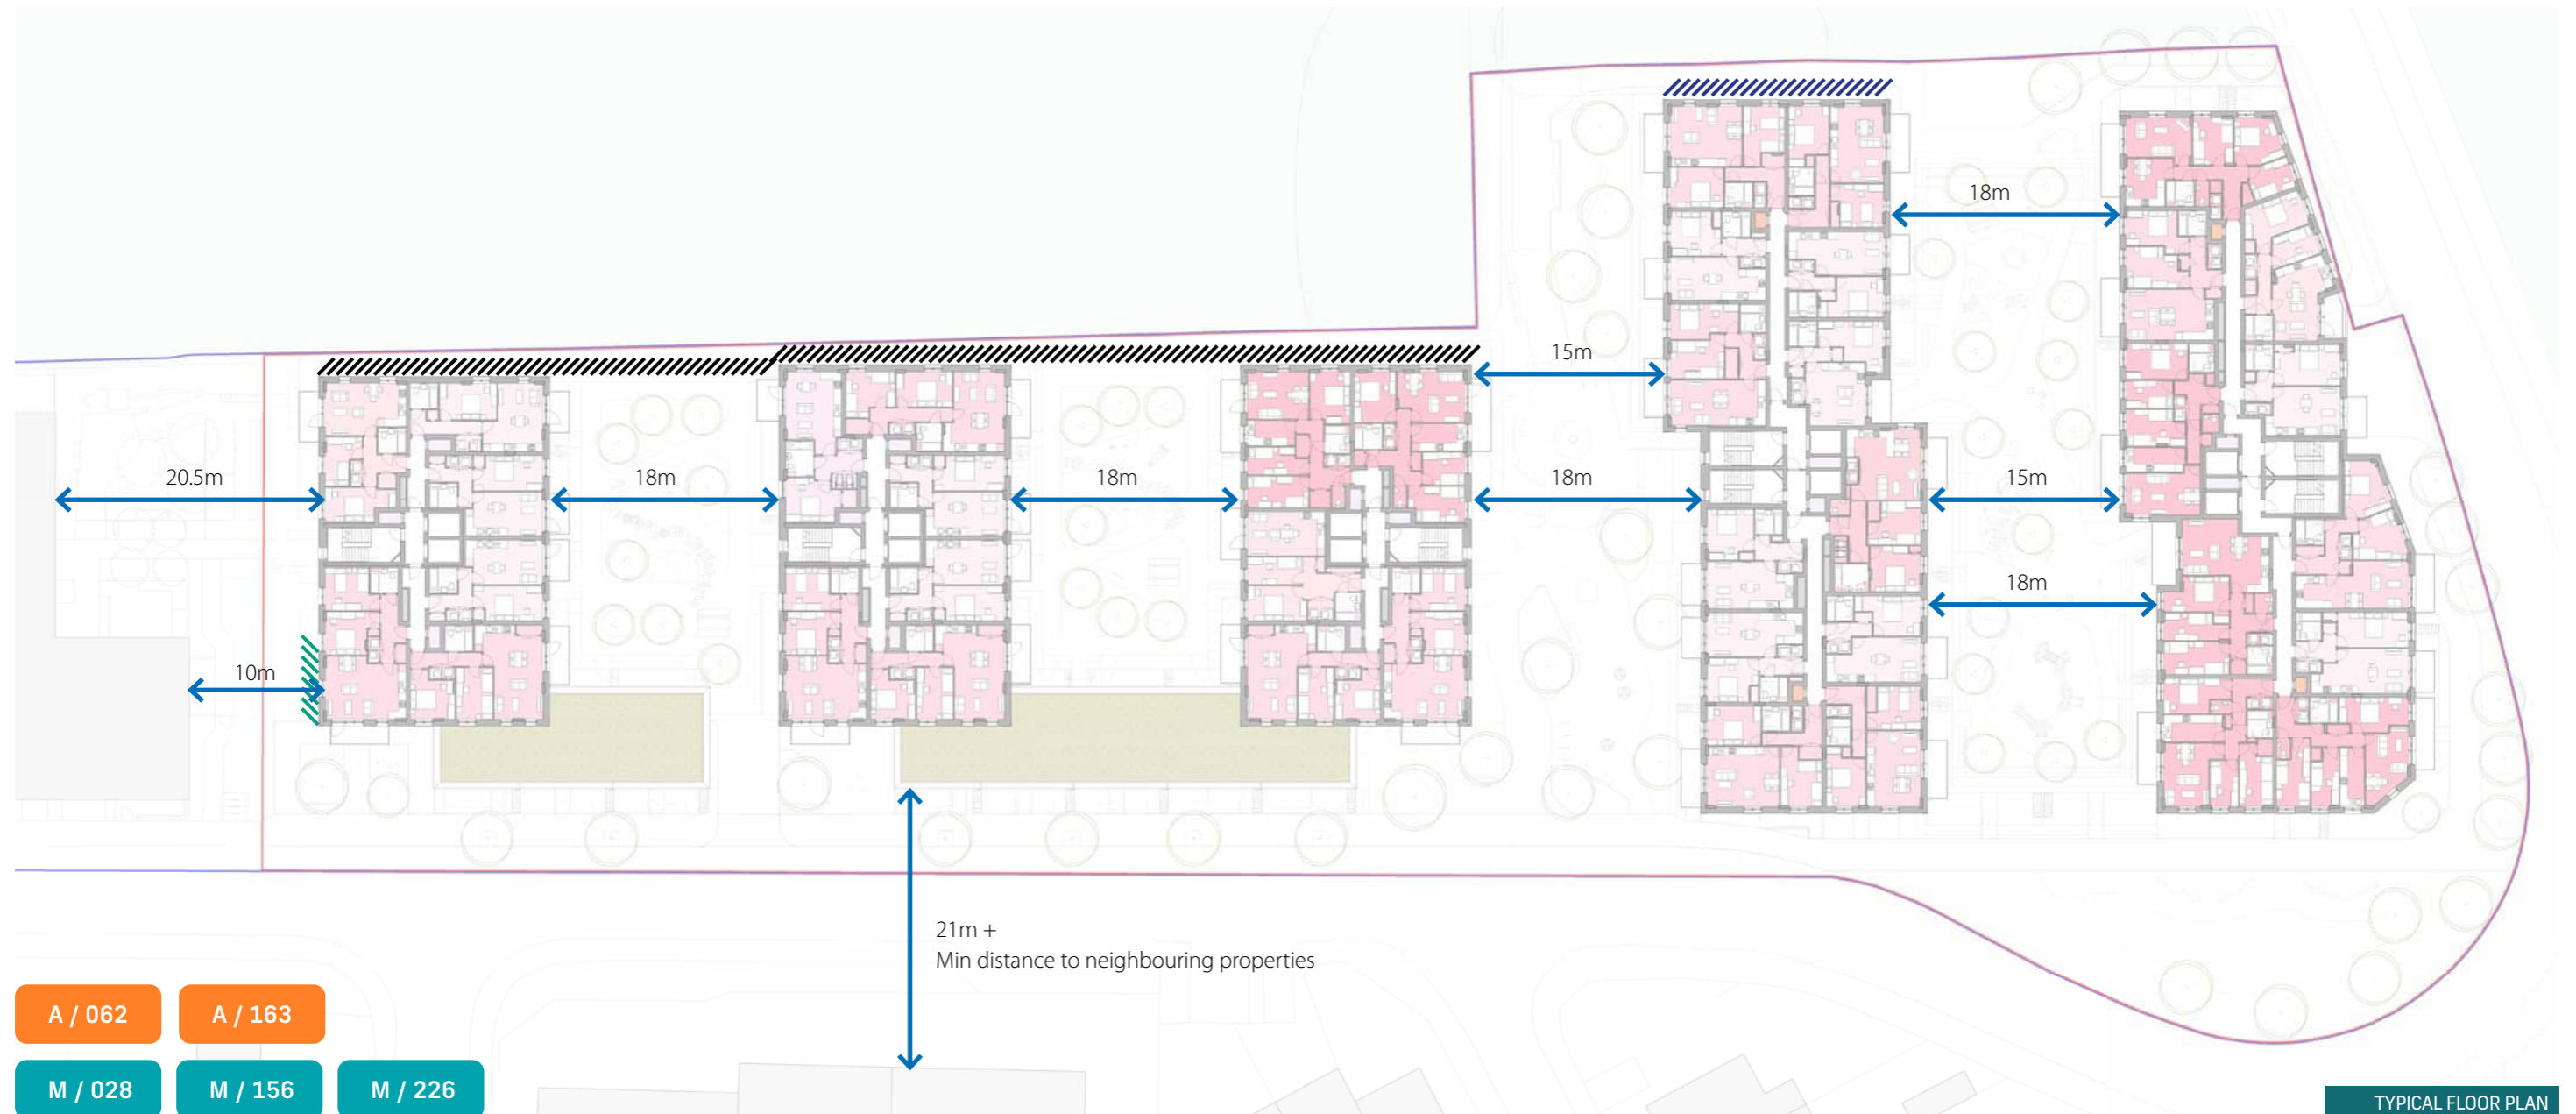 18m
15m
20.5m
18m
18m
18m
15m
18m
10m
21m +
Min distance to neighbouring properties
A / 062
A / 163
M / 028
M / 156
M / 226
TYPICAL FLOOR PLAN